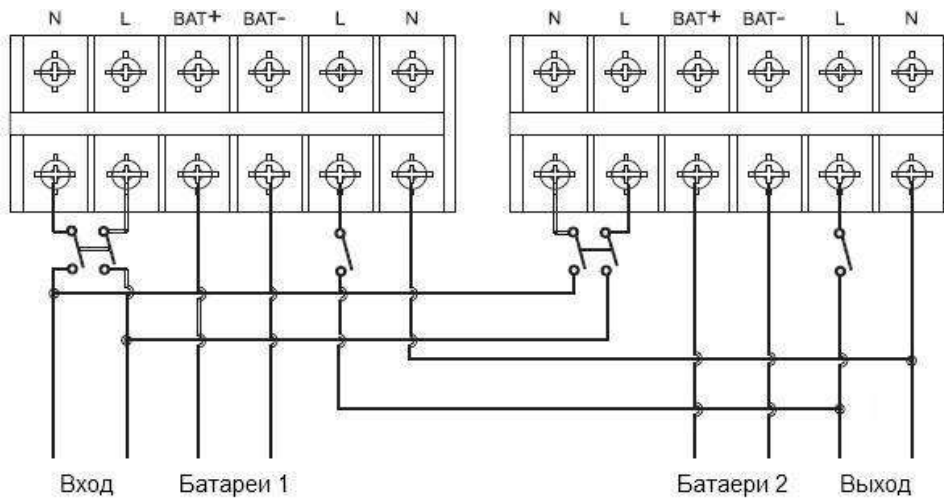 N L BAT+ BAT- L N N L BAT+ BAT- L N
Вход Батареи 1 Батаери 2 Выход